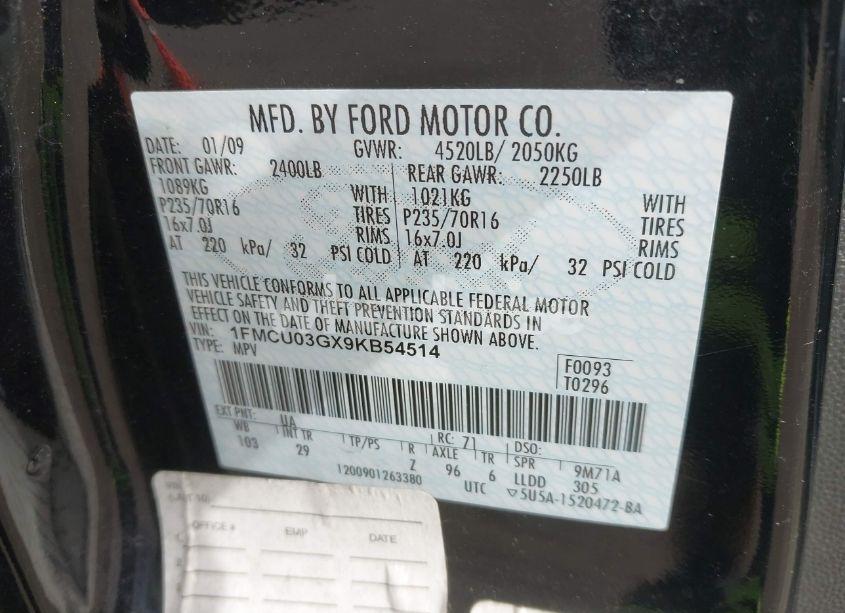 MFD. BY FORD MOTOR CO.
DATE: 01/09 GVWR: 4520LB/ 2050KG
FRONT GAWR: 2400LB REAR GAWR: 2250LB
1089KG WITH 1021KG WITH
P235/70R16 TIRES P235/70R16 TIRES
16x7.0J RIMS 16x7.0J RIMS
AT 220 kPa/ 32 PSI COLD AT 220 kPa/ 32 PSI COLD
THIS VEHICLE CONFORMS TO ALL APPLICABLE FEDERAL MOTOR
VEHICLE SAFETY AND THEFT PREVENTION STANDARDS IN
EFFECT ON THE DATE OF MANUFACTURE SHOWN ABOVE.
VIN: 1FMCU03GX9KB54514
TYPE: MPV
F0093
T0296
EXT PNT: UA RC: 71 DSO:
WB INT TR TP/PS R AXLE TR SPR 9M71A
103 29 Z 96 6 LLDD 305
1200901263380 UTC ▽5U5A-1520472-BA
OFFICE # EMP DATE